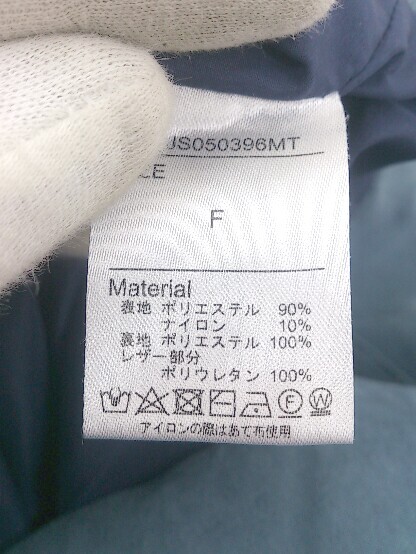 JS050396MT
CE
F
Material
表地 ポリエステル 90%
ナイロン 10%
裏地 ポリエステル 100%
レザー部分
ポリウレタン 100%
アイロンの際はあて布使用